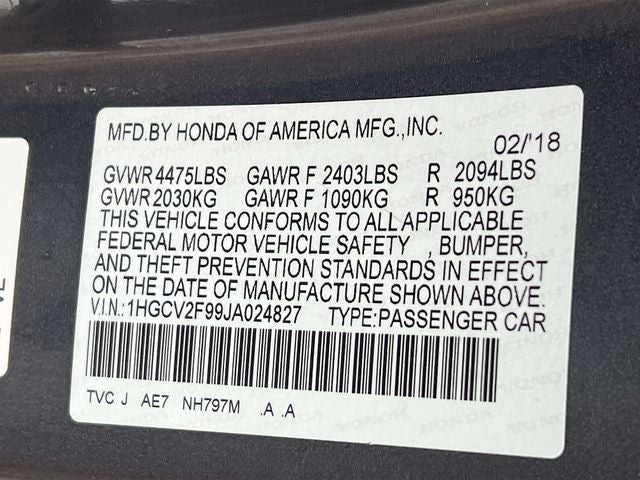 MFD.BY HONDA OF AMERICA MFG.,INC.
02/'18
GVWR 4475LBS GAWR F 2403LBS R 2094LBS
GVWR 2030KG GAWR F 1090KG R 950KG
THIS VEHICLE CONFORMS TO ALL APPLICABLE
FEDERAL MOTOR VEHICLE SAFETY , BUMPER,
AND THEFT PREVENTION STANDARDS IN EFFECT
ON THE DATE OF MANUFACTURE SHOWN ABOVE.
V.I.N.:1HGCV2F99JA024827 TYPE:PASSENGER CAR
TVC J AE7 NH797M .A .A